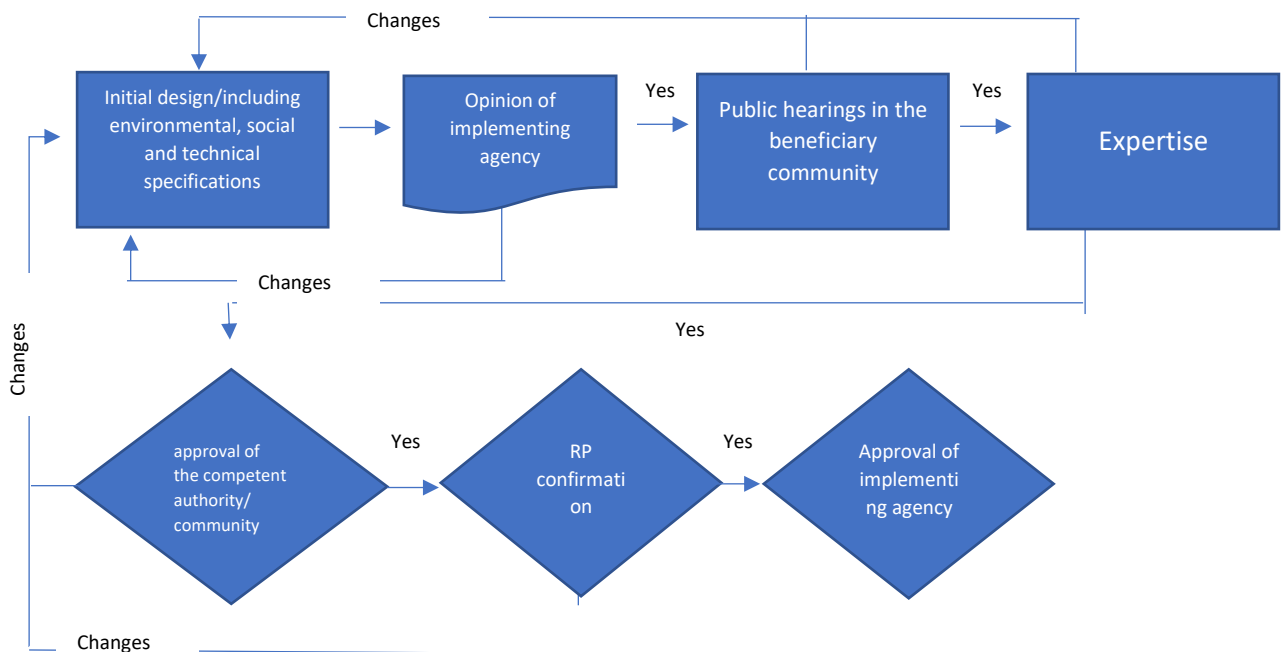 Changes
Initial design/including
environmental, social
and technical
specifications
Opinion of
implementing
agency
Yes
Public hearings in the
beneficiary
community
Yes
Expertise
Changes
Yes
Changes
approval of
the competent
authority/
community
Yes
RP
confirmati
on
Yes
Approval of
implementi
ng agency
Changes